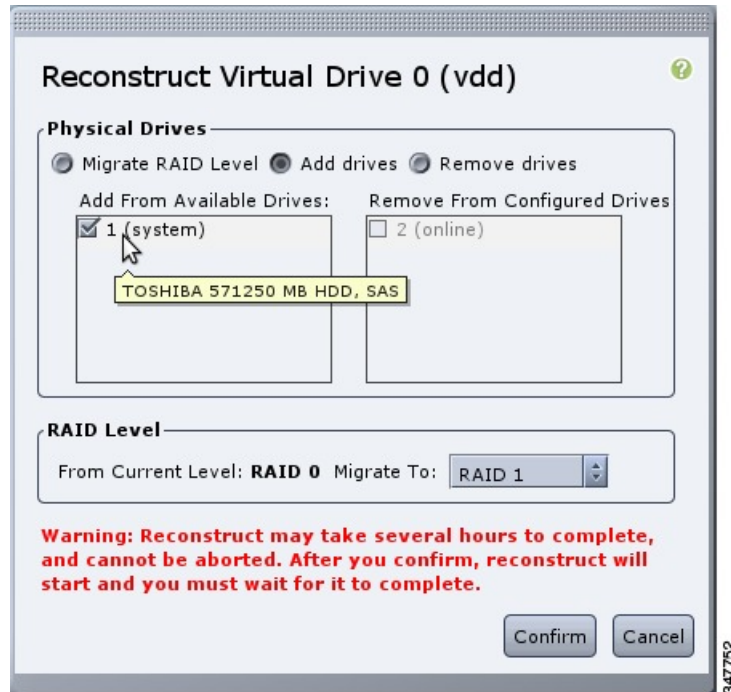 Reconstruct Virtual Drive 0 (vdd)
?
Physical Drives
Migrate RAID Level Add drives Remove drives
Add From Available Drives:
1 (system)
TOSHIBA 571250 MB HDD, SAS
Remove From Configured Drives
2 (online)
RAID Level
From Current Level: RAID 0 Migrate To: RAID 1
Warning: Reconstruct may take several hours to complete,
and cannot be aborted. After you confirm, reconstruct will
start and you must wait for it to complete.
Confirm Cancel
347752